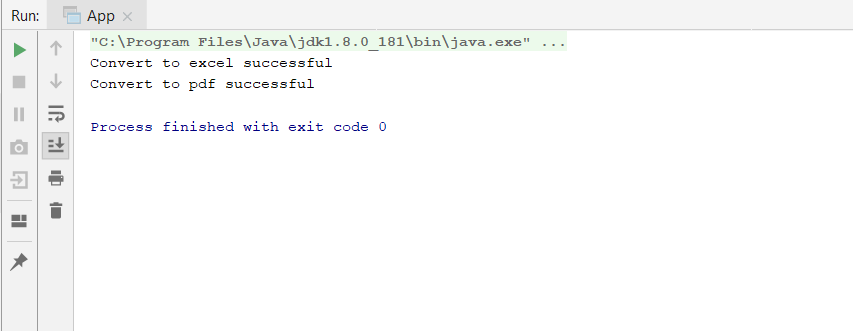 Run: App
"C:\Program Files\Java\jdk1.8.0_181\bin\java.exe" ...
Convert to excel successful
Convert to pdf successful
Process finished with exit code 0